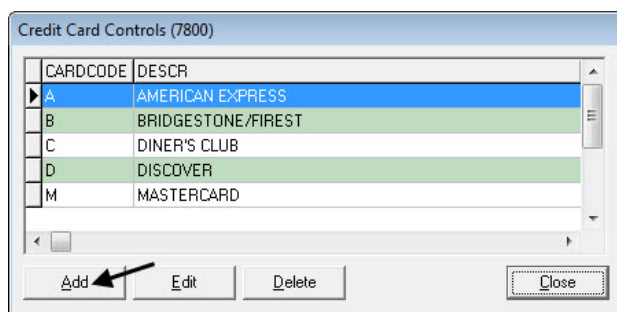 Credit Card Controls (7800)
CARDCODE DESCR
A AMERICAN EXPRESS
B BRIDGESTONE/FIREST
C DINER'S CLUB
D DISCOVER
M MASTERCARD
Add Edit Delete Close